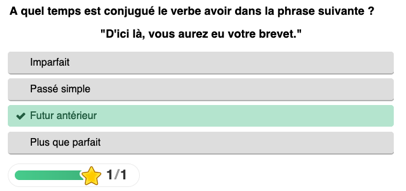 A quel temps est conjugué le verbe avoir dans la phrase suivante ?
"D'ici là, vous aurez eu votre brevet."
Imparfait
Passé simple
Futur antérieur
Plus que parfait
1/1